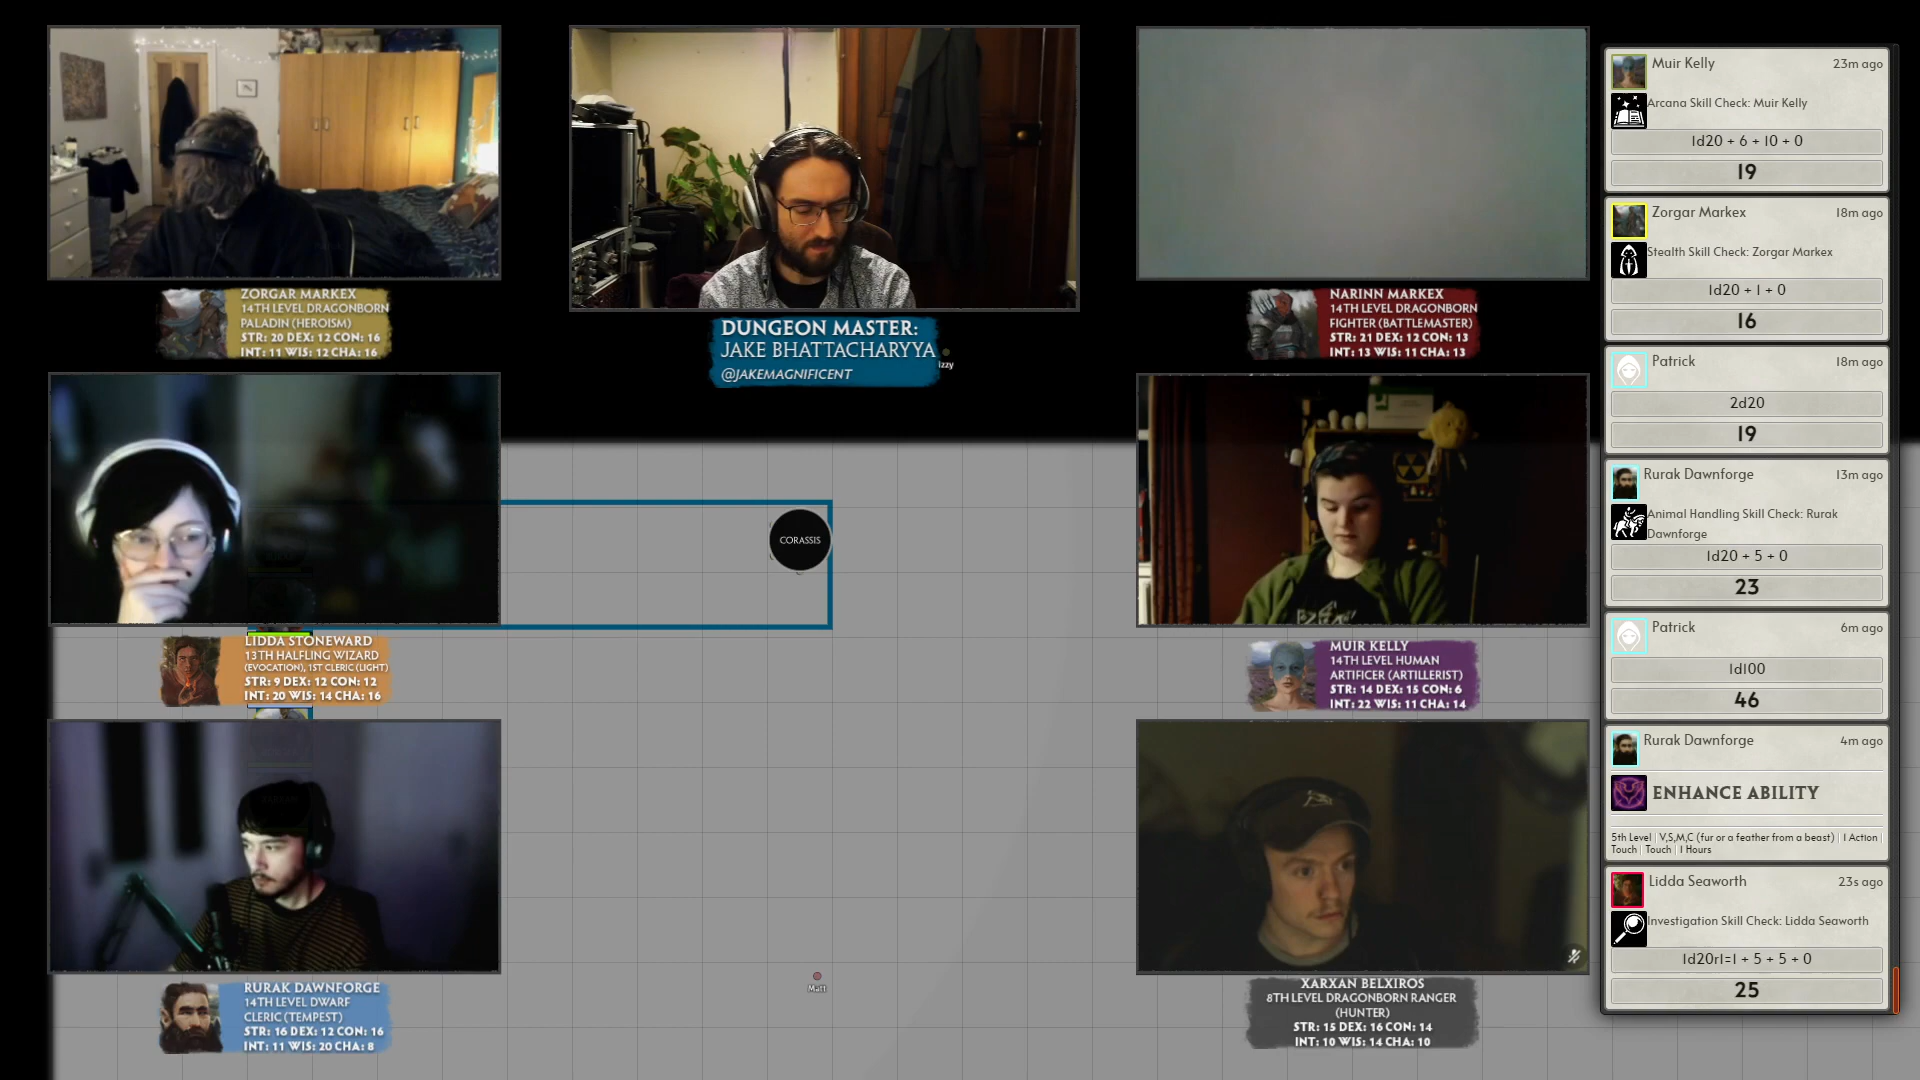 ZORGAR MARKEX
14TH LEVEL DRAGONBORN
PALADIN (HEROISM)
STR: 20 DEX: 12 CON: 16
INT: 11 WIS: 12 CHA: 16
DUNGEON MASTER:
JAKE BHATTACHARYYA
@JAKEMAGNIFICENT
izzy
NARINN MARKEX
14TH LEVEL DRAGONBORN
FIGHTER (BATTLEMASTER)
STR: 21 DEX: 12 CON: 13
INT: 13 WIS: 11 CHA: 13
CORASSIS
LIDDA STONEWARD
13TH HALFLING WIZARD
(EVOCATION), 1ST CLERIC (LIGHT)
STR: 9 DEX: 12 CON: 12
INT: 20 WIS: 14 CHA: 16
MUIR KELLY
14TH LEVEL HUMAN
ARTIFICER (ARTILLERIST)
STR: 14 DEX: 15 CON: 6
INT: 22 WIS: 11 CHA: 14
Matt
RURAK DAWNFORGE
14TH LEVEL DWARF
CLERIC (TEMPEST)
STR: 16 DEX: 12 CON: 16
INT: 11 WIS: 20 CHA: 8
XARXAN BELXIROS
8TH LEVEL DRAGONBORN RANGER
(HUNTER)
STR: 15 DEX: 16 CON: 14
INT: 10 WIS: 14 CHA: 10
Muir Kelly 23m ago
Arcana Skill Check: Muir Kelly
1d20 + 6 + 10 + 0
19
Zorgar Markex 18m ago
Stealth Skill Check: Zorgar Markex
1d20 + 1 + 0
16
Patrick 18m ago
2d20
19
Rurak Dawnforge 13m ago
Animal Handling Skill Check: Rurak
Dawnforge
1d20 + 5 + 0
23
Patrick 6m ago
1d100
46
Rurak Dawnforge 4m ago
ENHANCE ABILITY
5th Level | V,S,M,C (fur or a feather from a beast) | 1 Action |
Touch | Touch | 1 Hours
Lidda Seaworth 23s ago
Investigation Skill Check: Lidda Seaworth
1d20r1=1 + 5 + 5 + 0
25